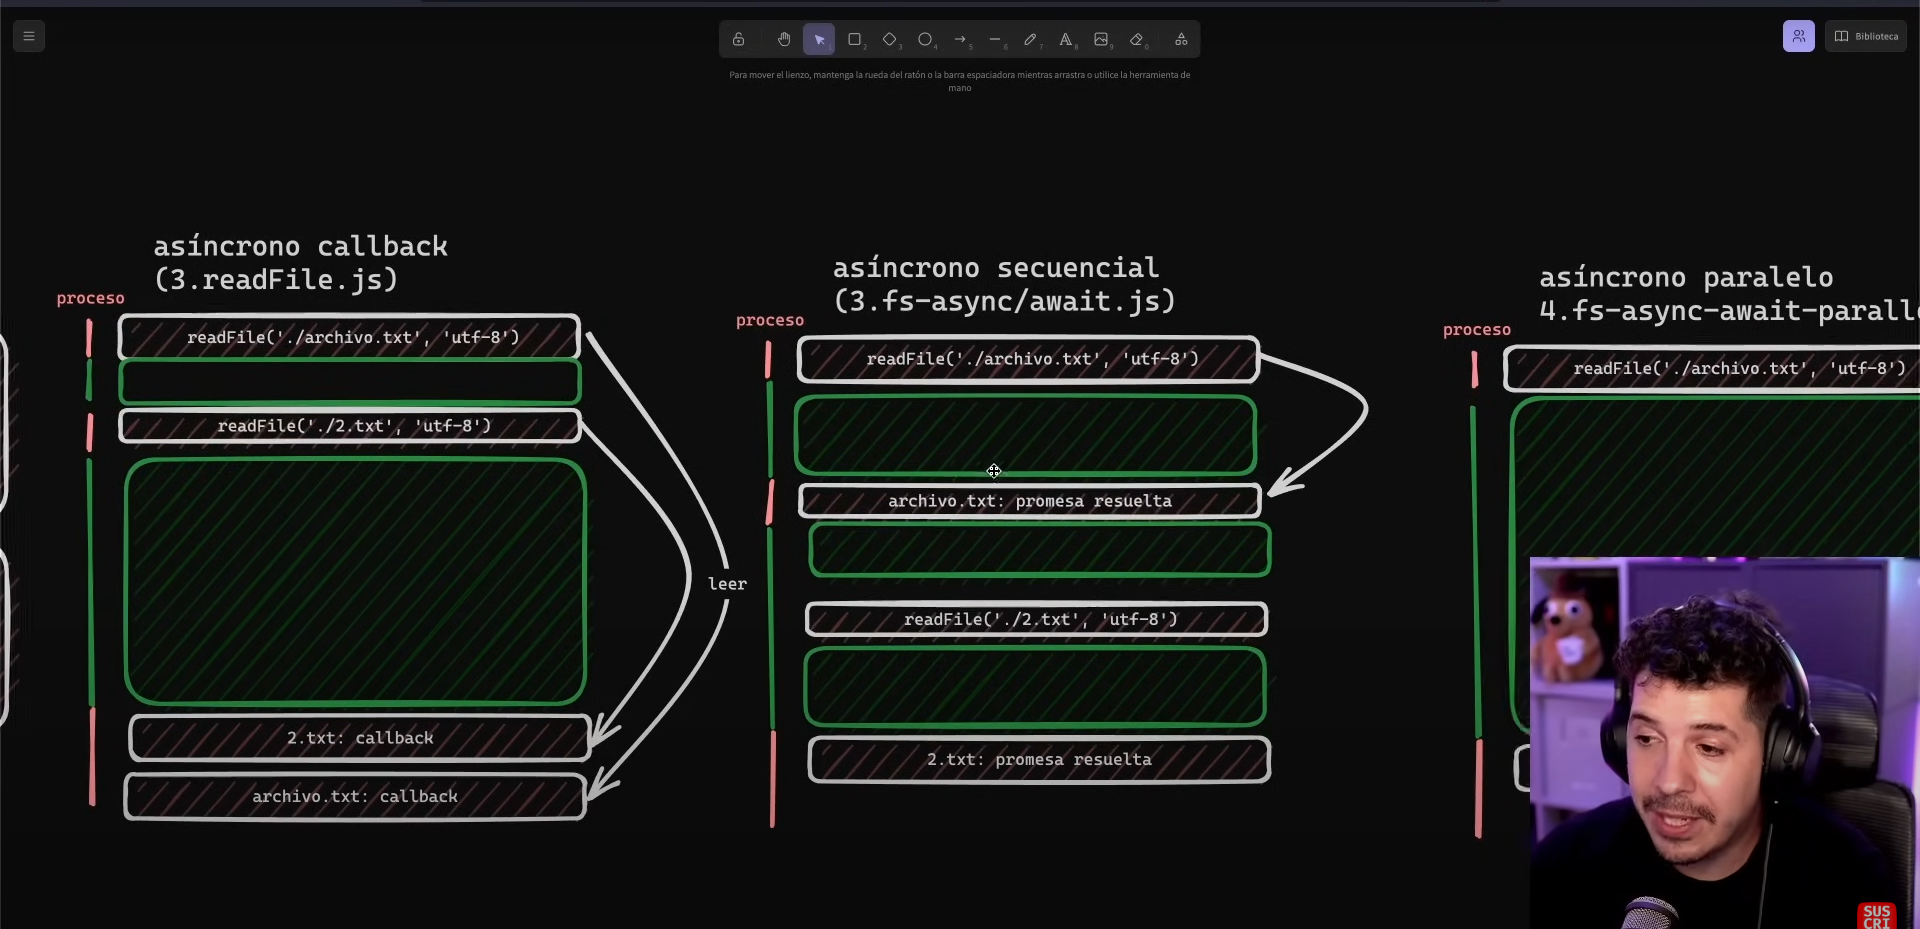 Biblioteca
Para mover el lienzo, mantenga la rueda del ratón o la barra espaciadora mientras arrastra o utilice la herramienta de
mano
asíncrono callback
(3.readFile.js)
proceso
readFile('./archivo.txt', 'utf-8')
readFile('./2.txt', 'utf-8')
leer
2.txt: callback
archivo.txt: callback
asíncrono secuencial
(3.fs-async/await.js)
proceso
readFile('./archivo.txt', 'utf-8')
archivo.txt: promesa resuelta
readFile('./2.txt', 'utf-8')
2.txt: promesa resuelta
asíncrono paralelo
4.fs-async-await-parall
proceso
readFile('./archivo.txt', 'utf-8')
SUS
CRI